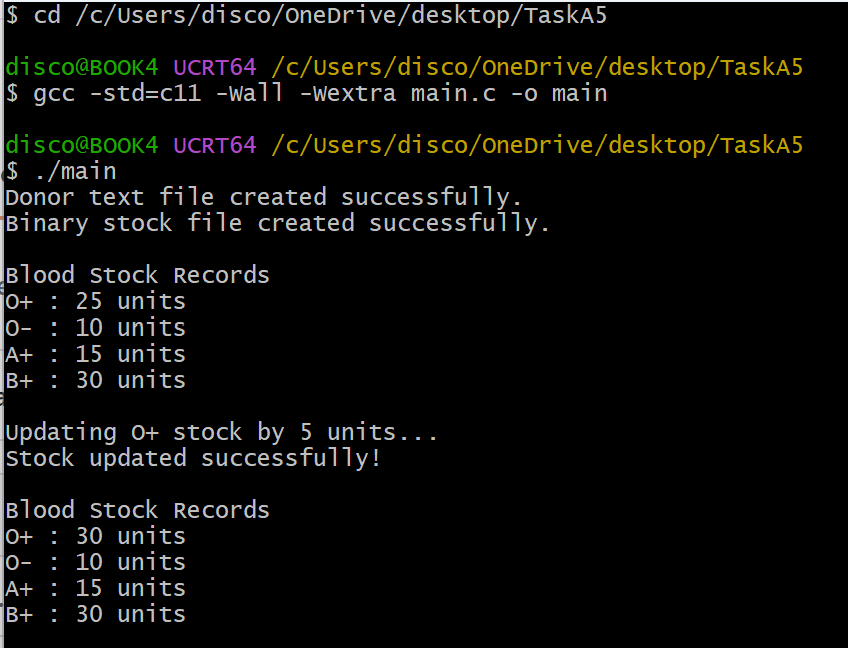 $ cd /c/Users/disco/OneDrive/desktop/TaskA5
disco@BOOK4 UCRT64 /c/Users/disco/OneDrive/desktop/TaskA5
$ gcc -std=c11 -Wall -Wextra main.c -o main
disco@BOOK4 UCRT64 /c/Users/disco/OneDrive/desktop/TaskA5
$ ./main
Donor text file created successfully.
Binary stock file created successfully.
Blood Stock Records
O+ : 25 units
O- : 10 units
A+ : 15 units
B+ : 30 units
Updating O+ stock by 5 units...
Stock updated successfully!
Blood Stock Records
O+ : 30 units
O- : 10 units
A+ : 15 units
B+ : 30 units